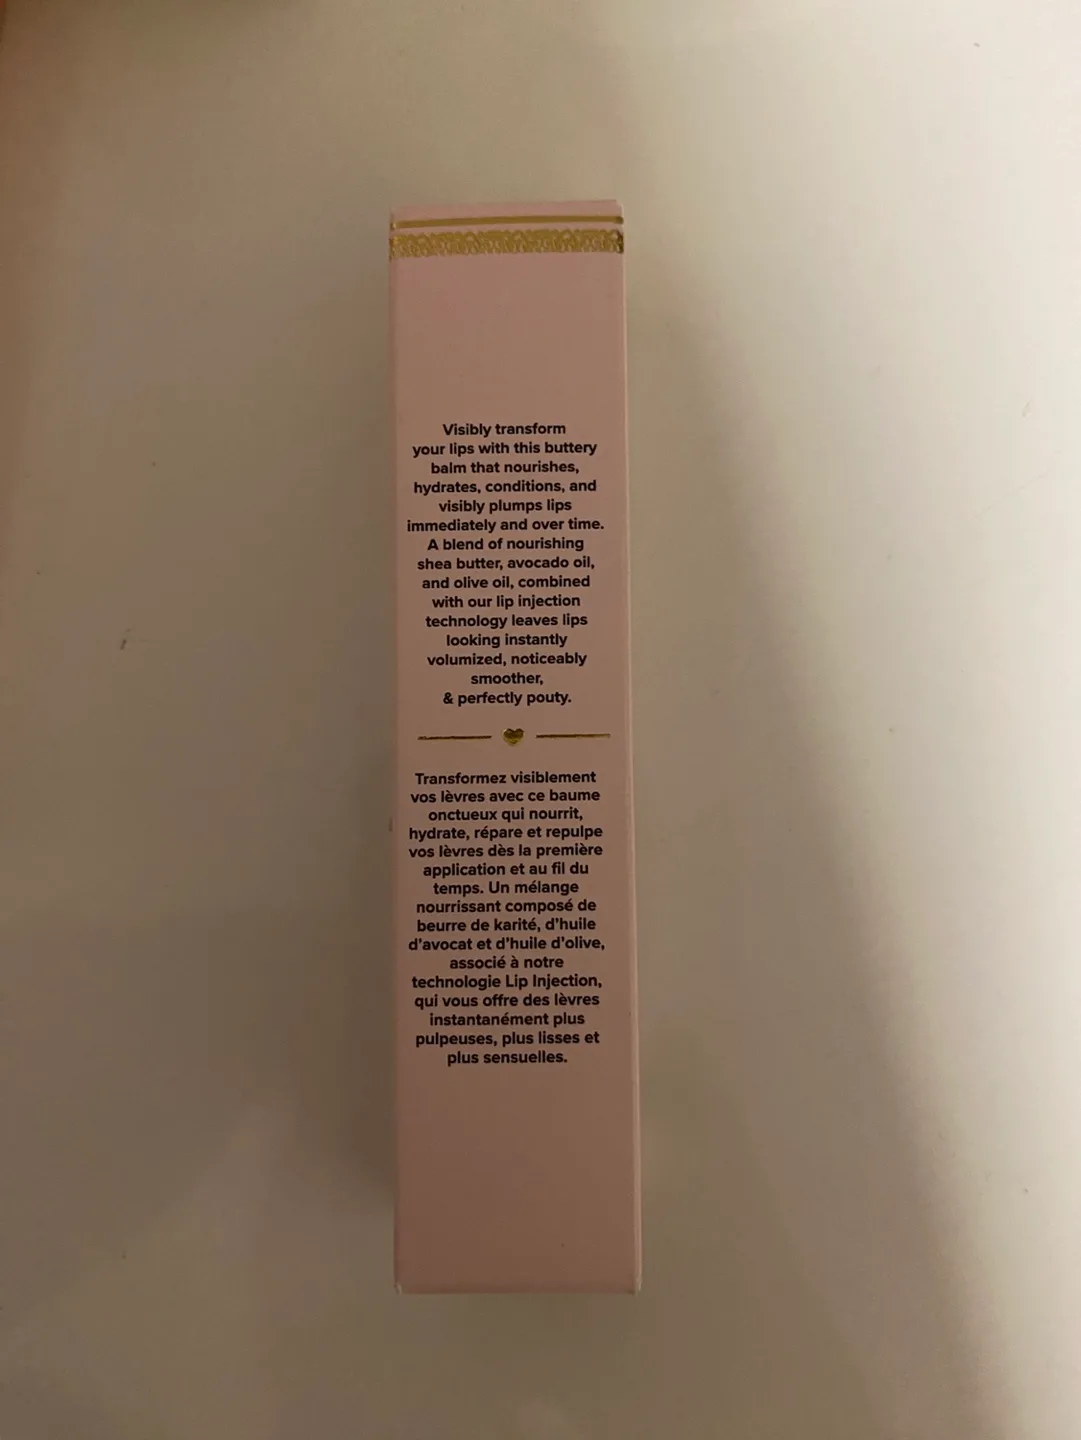 Visibly transform
your lips with this buttery
balm that nourishes,
hydrates, conditions, and
visibly plumps lips
immediately and over time.
A blend of nourishing
shea butter, avocado oil,
and olive oil, combined
with our lip injection
technology leaves lips
looking instantly
volumized, noticeably
smoother,
& perfectly pouty.
Transformez visiblement
vos lèvres avec ce baume
onctueux qui nourrit,
hydrate, répare et repulpe
vos lèvres dès la première
application et au fil du
temps. Un mélange
nourrissant composé de
beurre de karité, d'huile
d'avocat et d'huile d'olive,
associé à notre
technologie Lip Injection,
qui vous offre des lèvres
instantanément plus
pulpeuses, plus lisses et
plus sensuelles.